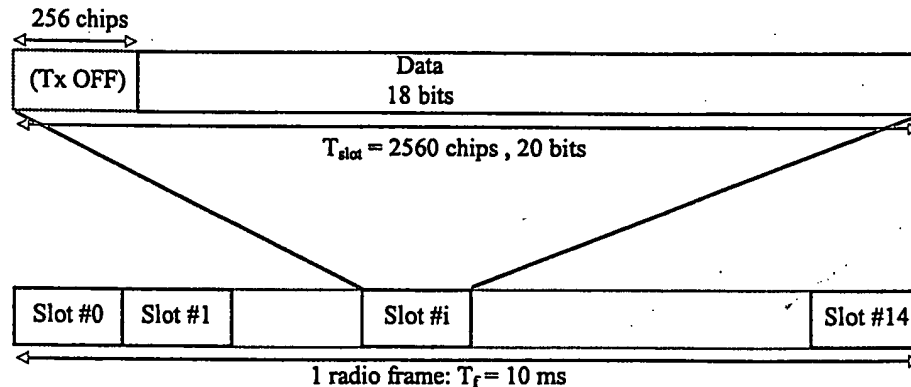 256 chips
(Tx OFF)
Data
18 bits
T_slot = 2560 chips , 20 bits
Slot #0
Slot #1
Slot #i
Slot #14
1 radio frame: T_f = 10 ms